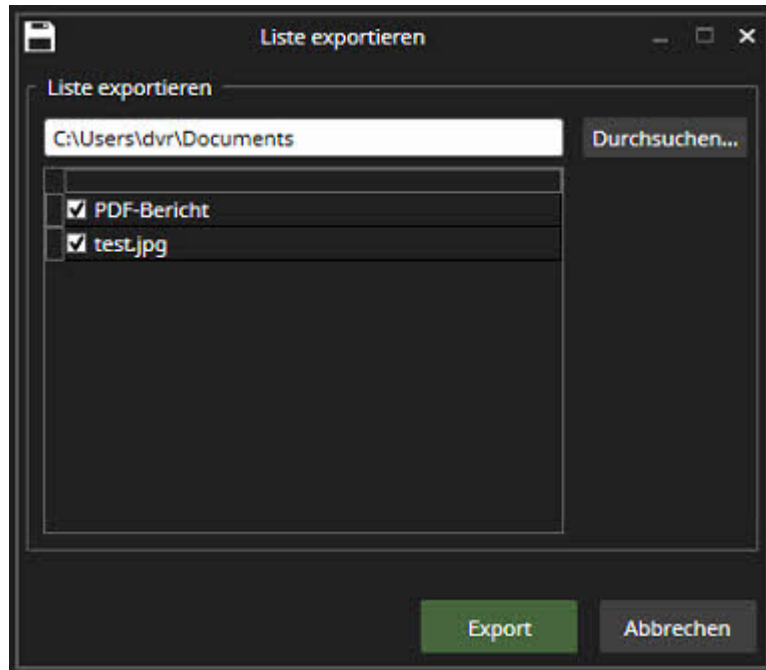 Liste exportieren
Liste exportieren
C:\Users\dvr\Documents
Durchsuchen...
PDF-Bericht
test.jpg
Export
Abbrechen